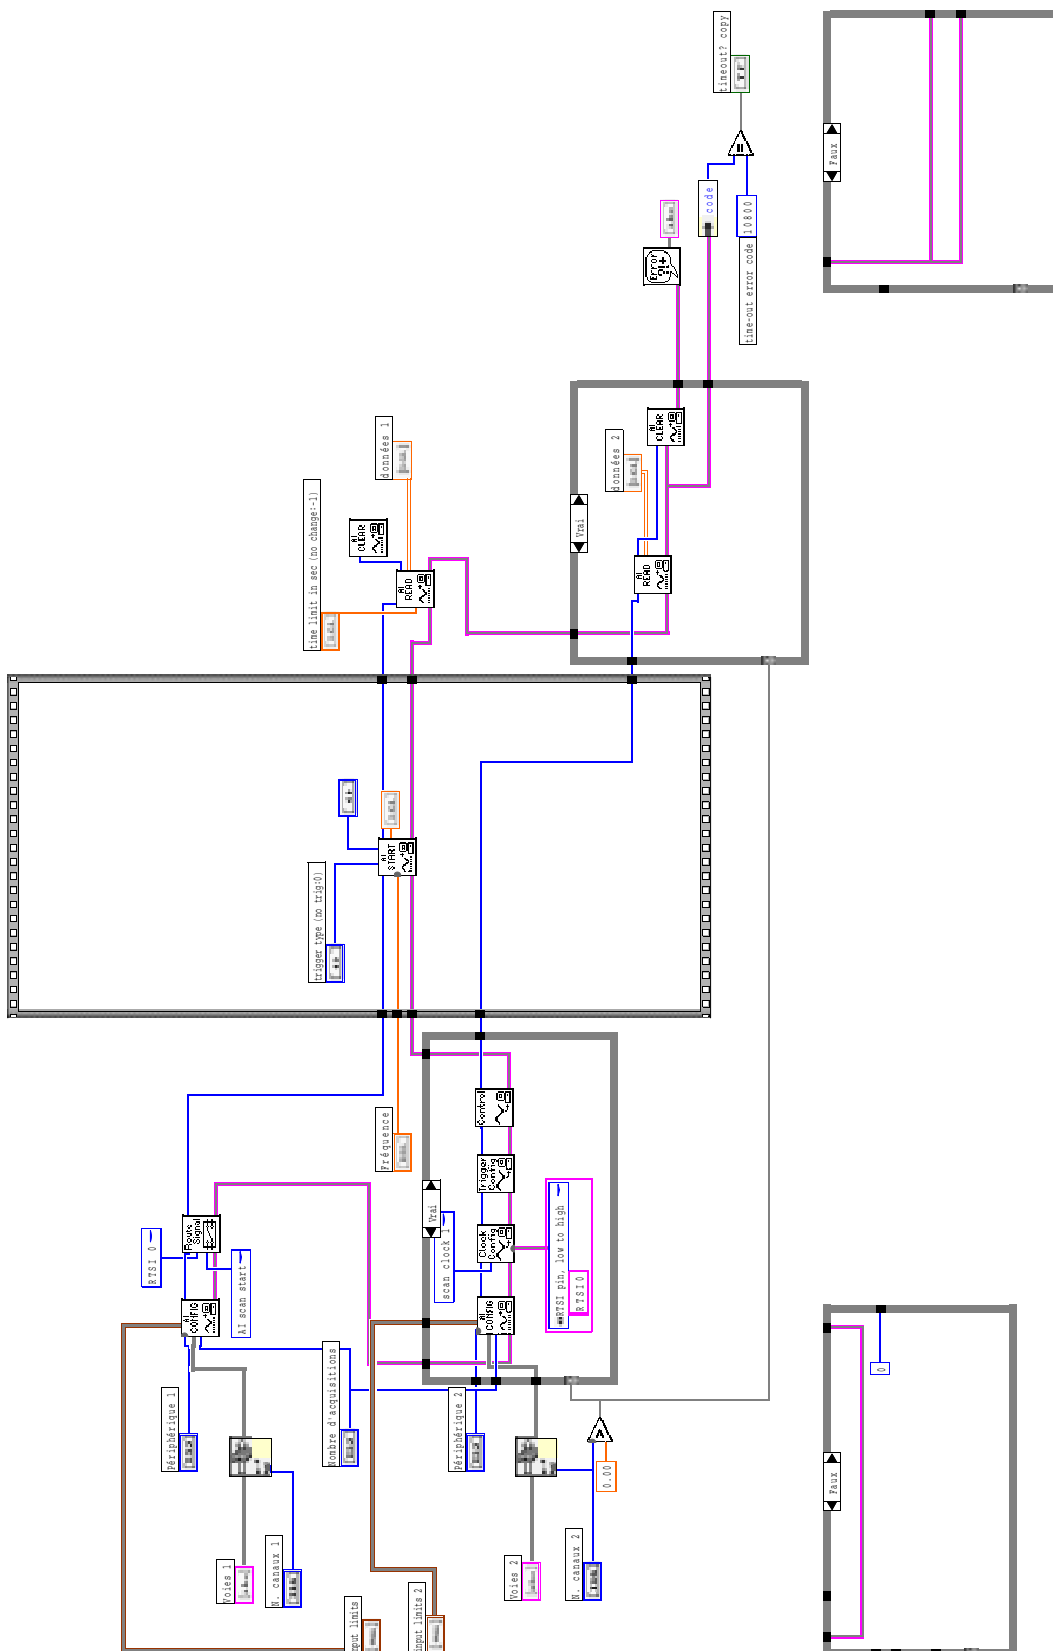 input limits
input limits 2
Voies 1
N. canaux 1
Périphérique 1
Nombre d'acquisitions
AI
CONFIG
RTSI 0
Route
Signal
AI scan start
Voies 2
N. canaux 2
0.00
Périphérique 2
AI
CONFIG
scan clock 1
Clock
Config
Trigger
Config
Control
RTSI pin, low to high
RTSI0
Vrai
Fréquence
trigger type (no trig:0)
AI
START
time limit in sec (no change:-1)
AI
READ
AI
CLEAR
données 1
Vrai
AI
READ
données 2
AI
CLEAR
Error
?!+
code
10800
time-out error code
timeout? copy
Faux
0
Faux